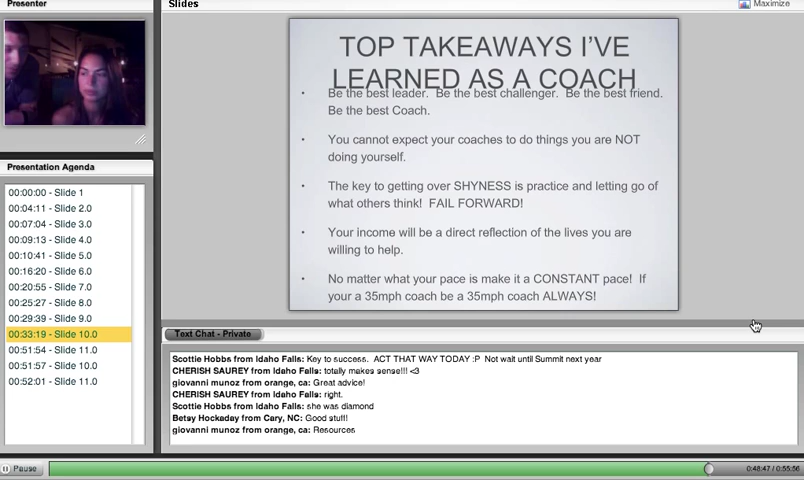 Presenter
Slides
Maximize
TOP TAKEAWAYS I'VE
LEARNED AS A COACH
• Be the best leader. Be the best challenger. Be the best friend.
Be the best Coach.
• You cannot expect your coaches to do things you are NOT
doing yourself.
• The key to getting over SHYNESS is practice and letting go of
what others think! FAIL FORWARD!
• Your income will be a direct reflection of the lives you are
willing to help.
• No matter what your pace is make it a CONSTANT pace! If
your a 35mph coach be a 35mph coach ALWAYS!
Presentation Agenda
00:00:00 - Slide 1
00:04:11 - Slide 2.0
00:07:04 - Slide 3.0
00:09:13 - Slide 4.0
00:10:41 - Slide 5.0
00:16:20 - Slide 6.0
00:20:55 - Slide 7.0
00:25:27 - Slide 8.0
00:29:39 - Slide 9.0
00:33:19 - Slide 10.0
00:51:54 - Slide 11.0
00:51:57 - Slide 10.0
00:52:01 - Slide 11.0
Text Chat - Private
Scottie Hobbs from Idaho Falls: Key to success. ACT THAT WAY TODAY :P Not wait until Summit next year
CHERISH SAUREY from Idaho Falls: totally makes sense!!! <3
giovanni munoz from orange, ca: Great advice!
CHERISH SAUREY from Idaho Falls: right.
Scottie Hobbs from Idaho Falls: she was diamond
Betsy Hockaday from Cary, NC: Good stuff!
giovanni munoz from orange, ca: Resources
Pause
0:48:47 / 0:55:56